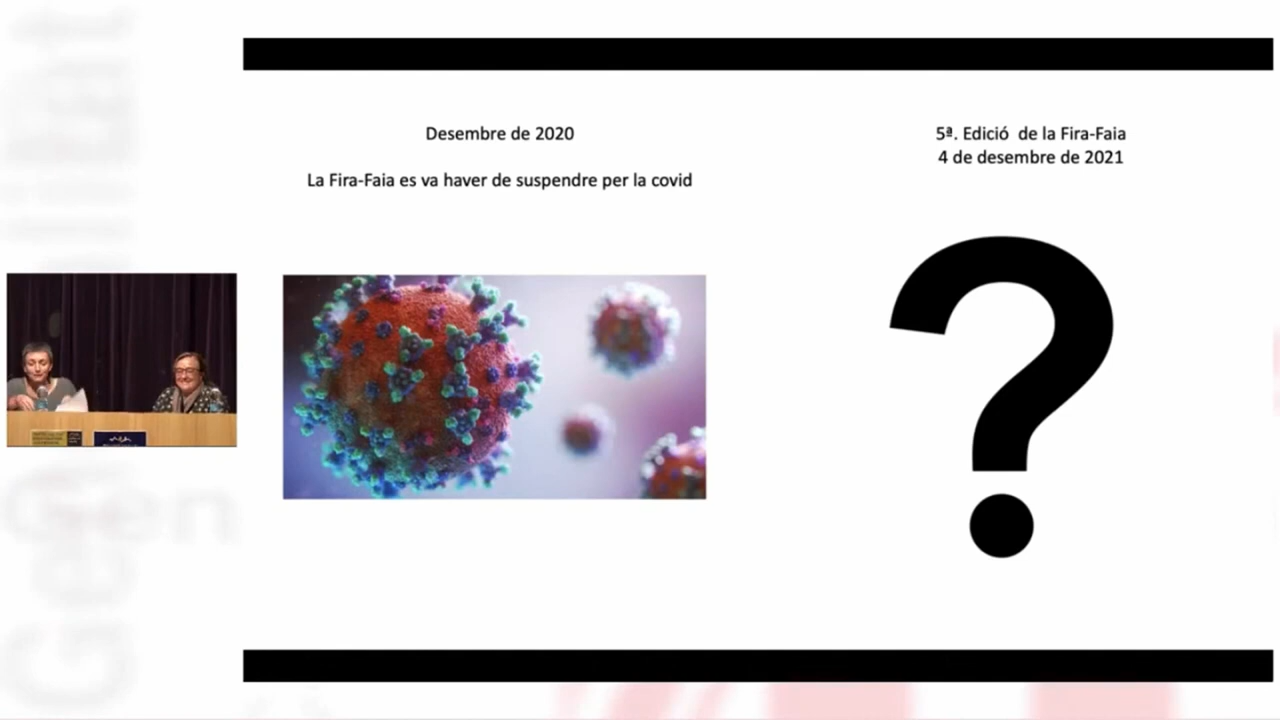 Desembre de 2020
La Fira-Faia es va haver de suspendre per la covid
5ª. Edició  de la Fira-Faia
4 de desembre de 2021
?
Gen